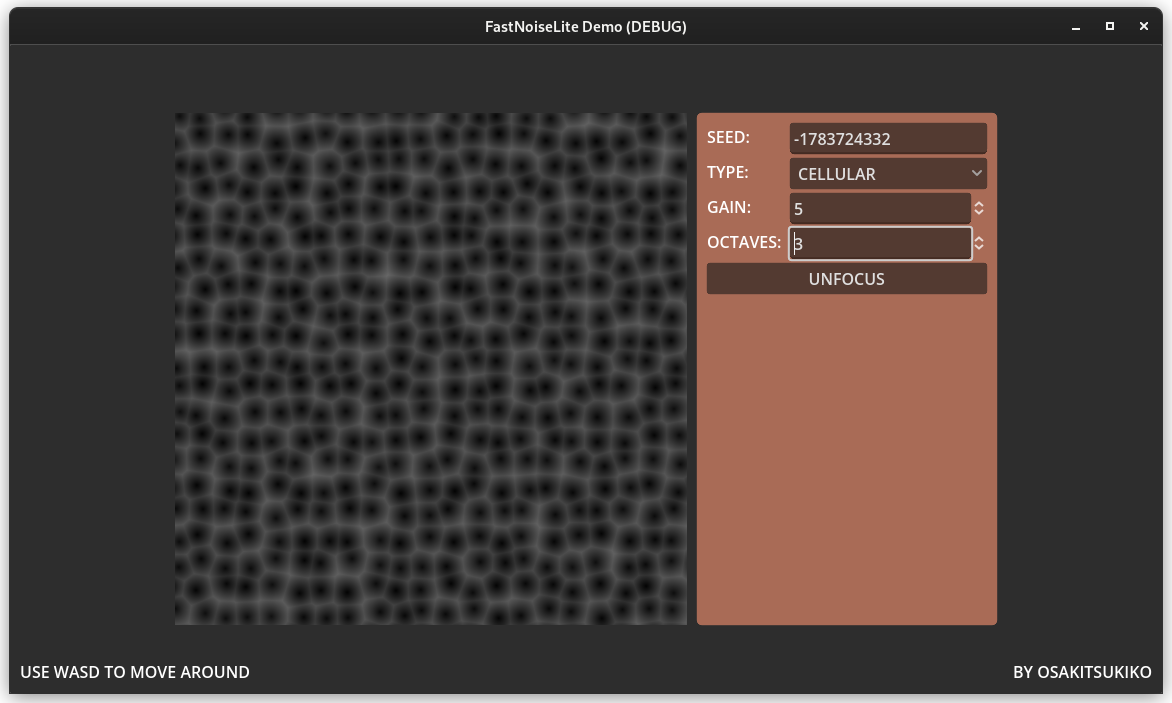 FastNoiseLite Demo (DEBUG)
SEED: -1783724332
TYPE: CELLULAR
GAIN: 5
OCTAVES: 3
UNFOCUS
USE WASD TO MOVE AROUND
BY OSAKITSUKIKO